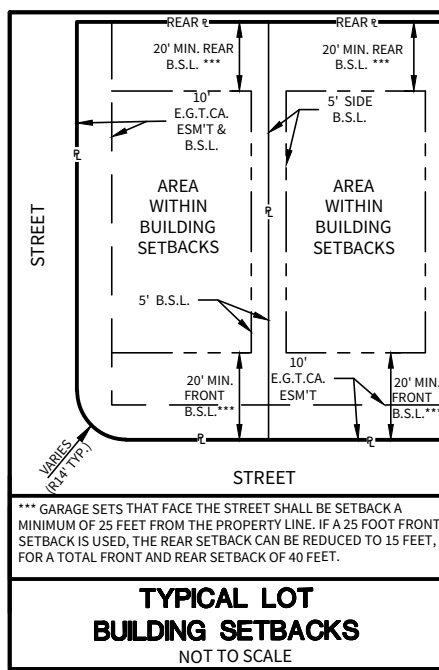 REAR ⅊
REAR ⅊
20' MIN. REAR
B.S.L. ***
20' MIN. REAR
B.S.L. ***
10'
E.G.T.CA.
ESM'T &
B.S.L.
5' SIDE
B.S.L.
⅊
⅊
STREET
AREA
WITHIN
BUILDING
SETBACKS
AREA
WITHIN
BUILDING
SETBACKS
5' B.S.L.
20' MIN.
FRONT
B.S.L.***
10'
E.G.T.CA.
ESM'T
20' MIN.
FRONT
B.S.L.***
⅊
⅊
VARIES
(R14' TYP.)
STREET
*** GARAGE SETS THAT FACE THE STREET SHALL BE SETBACK A
MINIMUM OF 25 FEET FROM THE PROPERTY LINE. IF A 25 FOOT FRONT
SETBACK IS USED, THE REAR SETBACK CAN BE REDUCED TO 15 FEET,
FOR A TOTAL FRONT AND REAR SETBACK OF 40 FEET.
TYPICAL LOT
BUILDING SETBACKS
NOT TO SCALE